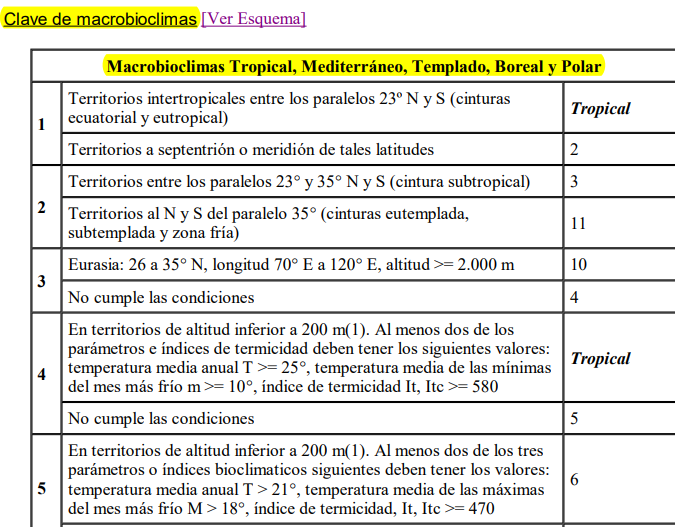 Clave de macrobioclimas [Ver Esquema]
Macrobioclimas Tropical, Mediterráneo, Templado, Boreal y Polar
1
Territorios intertropicales entre los paralelos 23º N y S (cinturas
ecuatorial y eutropical)
Tropical
Territorios a septentrión o meridión de tales latitudes
2
2
Territorios entre los paralelos 23° y 35° N y S (cintura subtropical)
3
Territorios al N y S del paralelo 35° (cinturas eutemplada,
subtemplada y zona fría)
11
3
Eurasia: 26 a 35° N, longitud 70° E a 120° E, altitud >= 2.000 m
10
No cumple las condiciones
4
4
En territorios de altitud inferior a 200 m(1). Al menos dos de los
parámetros e índices de termicidad deben tener los siguientes valores:
temperatura media anual T >= 25°, temperatura media de las mínimas
del mes más frío m >= 10°, índice de termicidad It, Itc >= 580
Tropical
No cumple las condiciones
5
5
En territorios de altitud inferior a 200 m(1). Al menos dos de los tres
parámetros o índices bioclimaticos siguientes deben tener los valores:
temperatura media anual T > 21°, temperatura media de las máximas
del mes más frío M > 18°, índice de termicidad, It, Itc >= 470
6